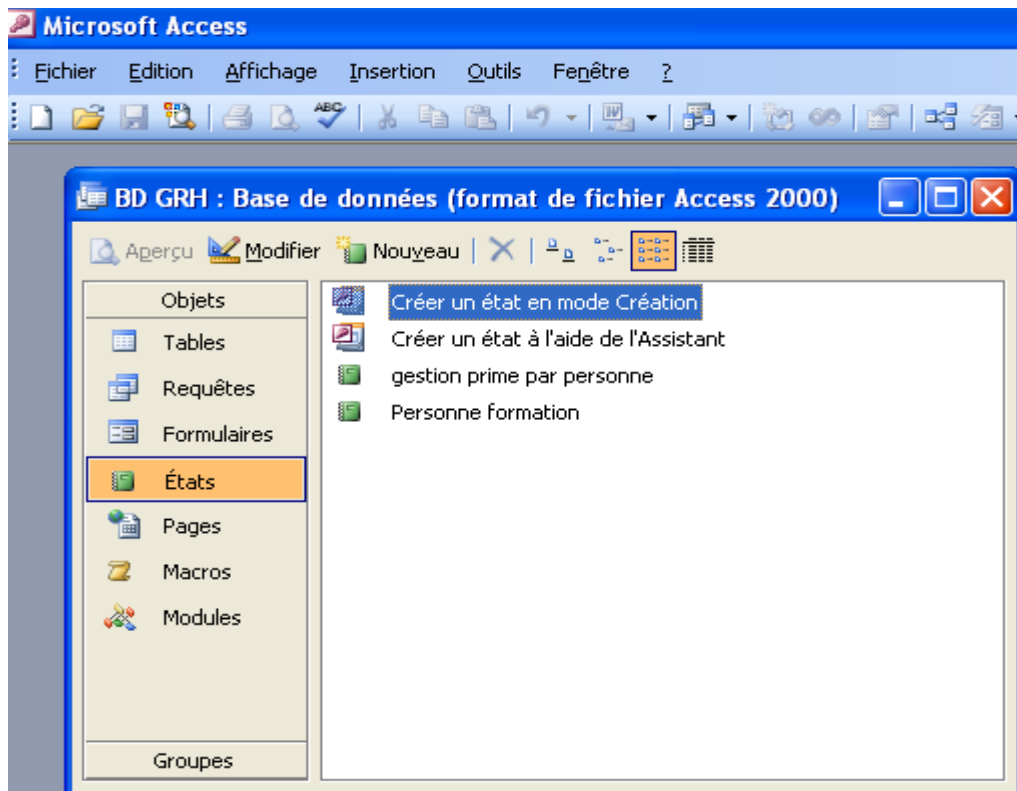 Microsoft Access
Fichier Edition Affichage Insertion Outils Fenêtre ?
ABC W
BD GRH : Base de données (format de fichier Access 2000)
Aperçu Modifier Nouveau
Objets
Tables
Requêtes
Formulaires
États
Pages
Macros
Modules
Groupes
Créer un état en mode Création
Créer un état à l'aide de l'Assistant
gestion prime par personne
Personne formation